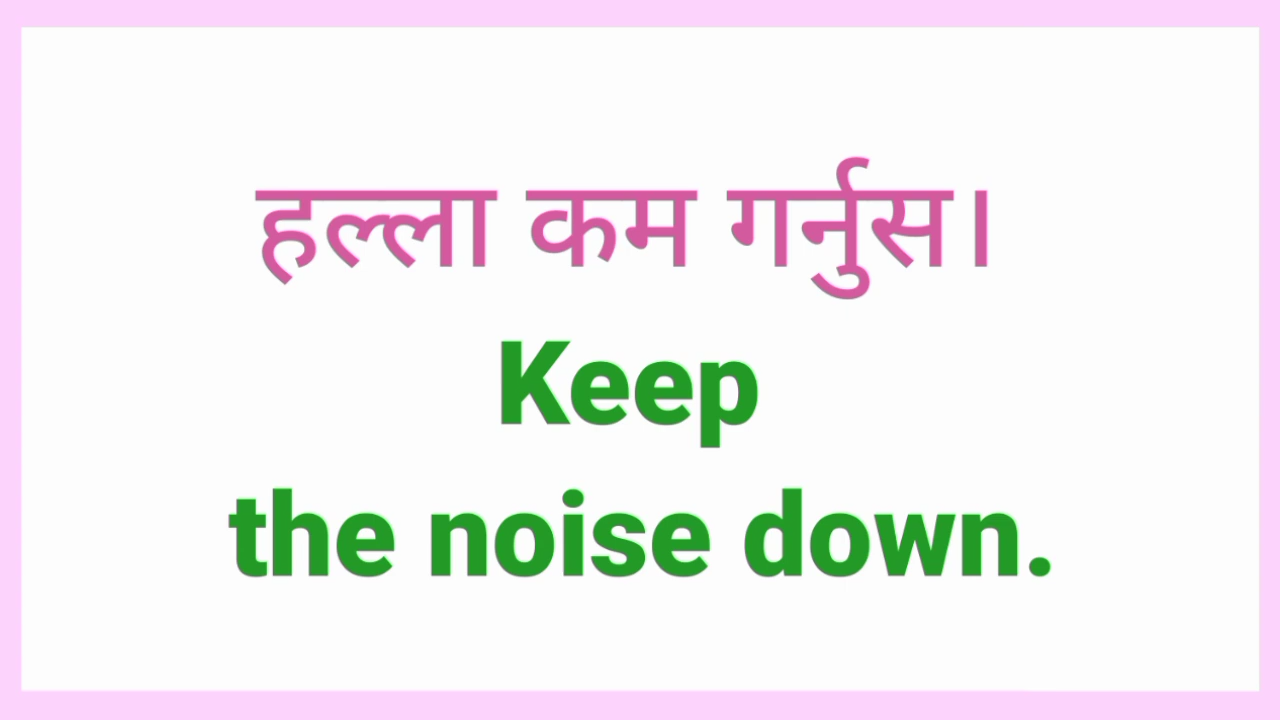 हल्ला कम गर्नुस।
Keep
the noise down.